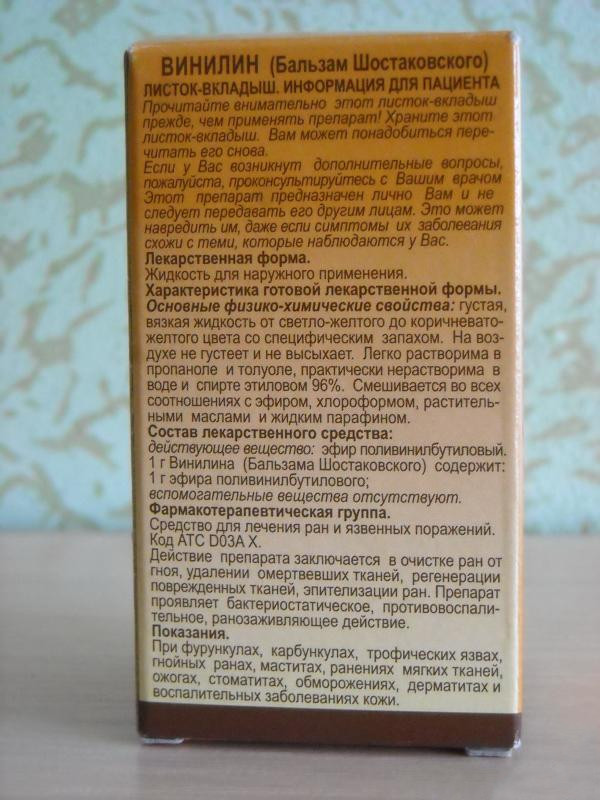 ВИНИЛИН (Бальзам Шостаковского)
ЛИСТОК-ВКЛАДЫШ. ИНФОРМАЦИЯ ДЛЯ ПАЦИЕНТА
Прочитайте внимательно этот листок-вкладыш
прежде, чем применять препарат! Храните этот
листок-вкладыш. Вам может понадобиться пере-
читать его снова.
Если у Вас возникнут дополнительные вопросы,
пожалуйста, проконсультируйтесь с Вашим врачом
Этот препарат предназначен лично Вам и не
следует передавать его другим лицам. Это может
навредить им, даже если симптомы их заболевания
схожи с теми, которые наблюдаются у Вас.
Лекарственная форма.
Жидкость для наружного применения.
Характеристика готовой лекарственной формы.
Основные физико-химические свойства: густая,
вязкая жидкость от светло-желтого до коричневато-
желтого цвета со специфическим запахом. На воз-
духе не густеет и не высыхает. Легко растворима в
пропаноле и толуоле, практически нерастворима в
воде и спирте этиловом 96%. Смешивается во всех
соотношениях с эфиром, хлороформом, раститель-
ными маслами и жидким парафином.
Состав лекарственного средства:
действующее вещество: эфир поливинилбутиловый.
1 г Винилина (Бальзама Шостаковского) содержит:
1 г эфира поливинилбутилового;
вспомогательные вещества отсутствуют.
Фармакотерапевтическая группа.
Средство для лечения ран и язвенных поражений.
Код АТС D03A X.
Действие препарата заключается в очистке ран от
гноя, удалении омертвевших тканей, регенерации
поврежденных тканей, эпителизации ран. Препарат
проявляет бактериостатическое, противовоспали-
тельное, ранозаживляющее действие.
Показания.
При фурункулах, карбункулах, трофических язвах,
гнойных ранах, маститах, ранениях мягких тканей,
ожогах, стоматитах, обморожениях, дерматитах и
воспалительных заболеваниях кожи.